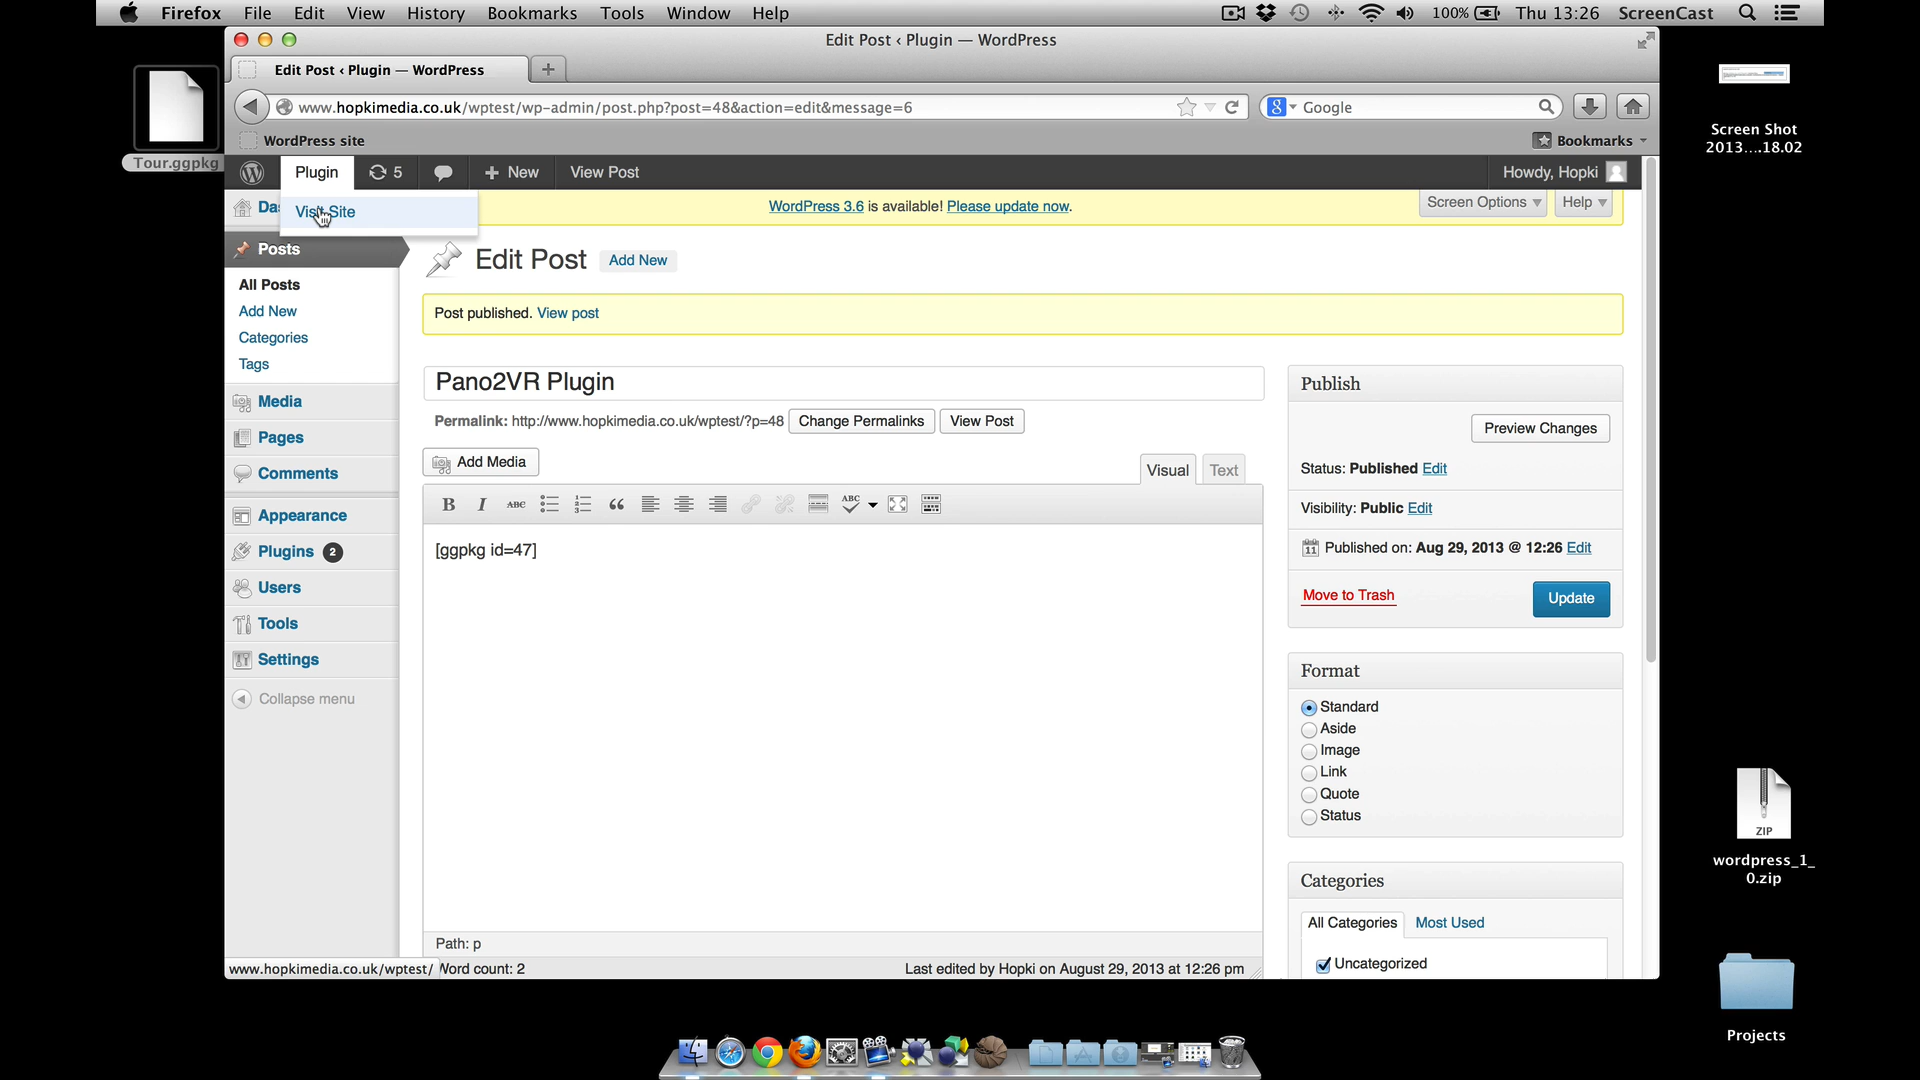 Firefox File Edit View History Bookmarks Tools Window Help 100% Thu 13:26 ScreenCast
Edit Post ‹ Plugin — WordPress
Edit Post ‹ Plugin — WordPress
www.hopkimedia.co.uk/wptest/wp-admin/post.php?post=48&action=edit&message=6 Google
WordPress site Bookmarks
Plugin 5 New View Post Howdy, Hopki
Visit Site
WordPress 3.6 is available! Please update now.
Screen Options Help
Posts
All Posts
Add New
Categories
Tags
Media
Pages
Comments
Appearance
Plugins 2
Users
Tools
Settings
Collapse menu
Edit Post Add New
Post published. View post
Pano2VR Plugin
Permalink: http://www.hopkimedia.co.uk/wptest/?p=48 Change Permalinks View Post
Add Media
Visual Text
B I ABC ABC
[ggpkg id=47]
Path: p
Word count: 2 Last edited by Hopki on August 29, 2013 at 12:26 pm
Publish
Preview Changes
Status: Published Edit
Visibility: Public Edit
11 Published on: Aug 29, 2013 @ 12:26 Edit
Move to Trash Update
Format
Standard
Aside
Image
Link
Quote
Status
Categories
All Categories Most Used
Uncategorized
www.hopkimedia.co.uk/wptest/
Tour.ggpkg
Screen Shot
2013....18.02
ZIP
wordpress_1_
0.zip
Projects